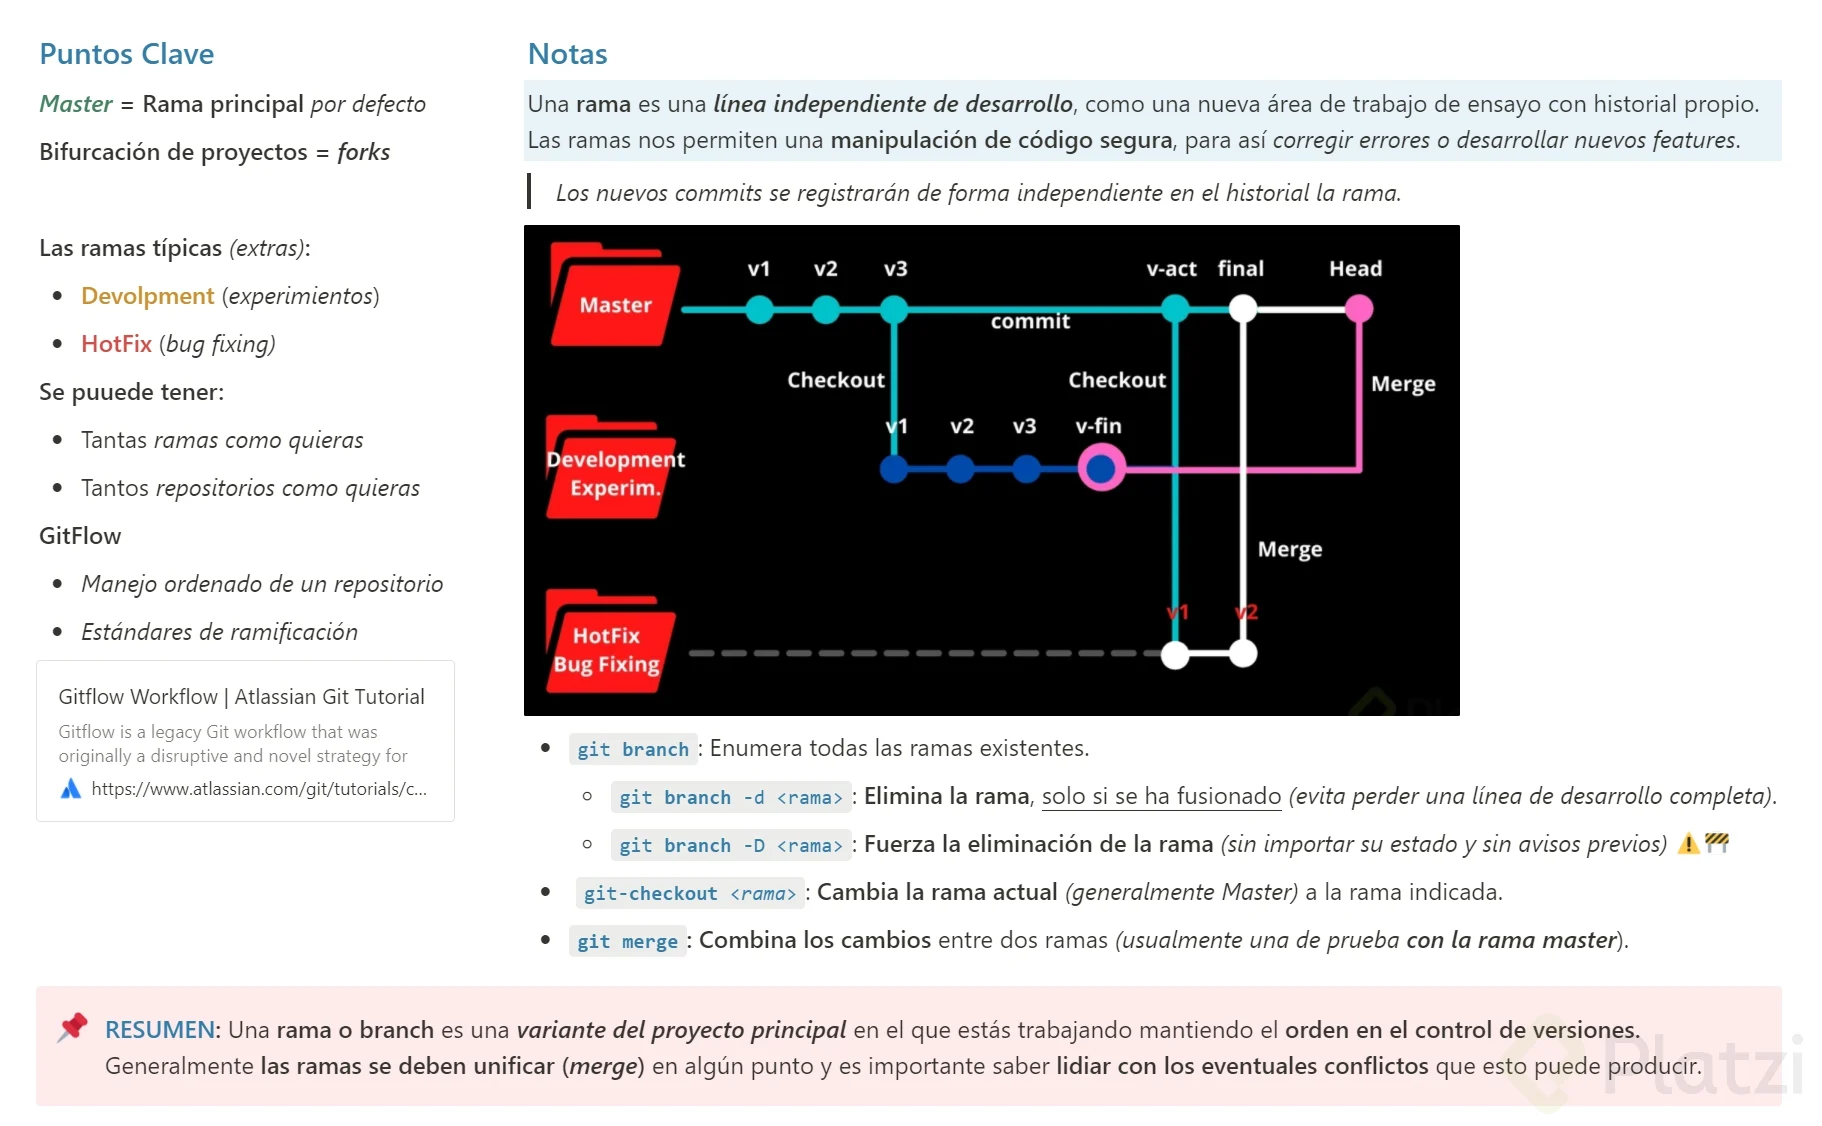 Puntos Clave
Master = Rama principal por defecto
Bifurcación de proyectos = forks
Las ramas típicas (extras):
• Devolpment (experimientos)
• HotFix (bug fixing)
Se puuede tener:
• Tantas ramas como quieras
• Tantos repositorios como quieras
GitFlow
• Manejo ordenado de un repositorio
• Estándares de ramificación
Gitflow Workflow | Atlassian Git Tutorial
Gitflow is a legacy Git workflow that was
originally a disruptive and novel strategy for
https://www.atlassian.com/git/tutorials/c...
Notas
Una rama es una línea independiente de desarrollo, como una nueva área de trabajo de ensayo con historial propio.
Las ramas nos permiten una manipulación de código segura, para así corregir errores o desarrollar nuevos features.
Los nuevos commits se registrarán de forma independiente en el historial la rama.
v1 v2 v3 v-act final Head
Master
commit
Checkout Checkout Merge
v1 v2 v3 v-fin
Development
Experim.
Merge
v1 v2
HotFix
Bug Fixing
• git branch: Enumera todas las ramas existentes.
◦ git branch -d <rama>: Elimina la rama, solo si se ha fusionado (evita perder una línea de desarrollo completa).
◦ git branch -D <rama>: Fuerza la eliminación de la rama (sin importar su estado y sin avisos previos) ⚠️🚧
• git-checkout <rama>: Cambia la rama actual (generalmente Master) a la rama indicada.
• git merge: Combina los cambios entre dos ramas (usualmente una de prueba con la rama master).
📌 RESUMEN: Una rama o branch es una variante del proyecto principal en el que estás trabajando mantiendo el orden en el control de versiones.
Generalmente las ramas se deben unificar (merge) en algún punto y es importante saber lidiar con los eventuales conflictos que esto puede producir.
Platzi